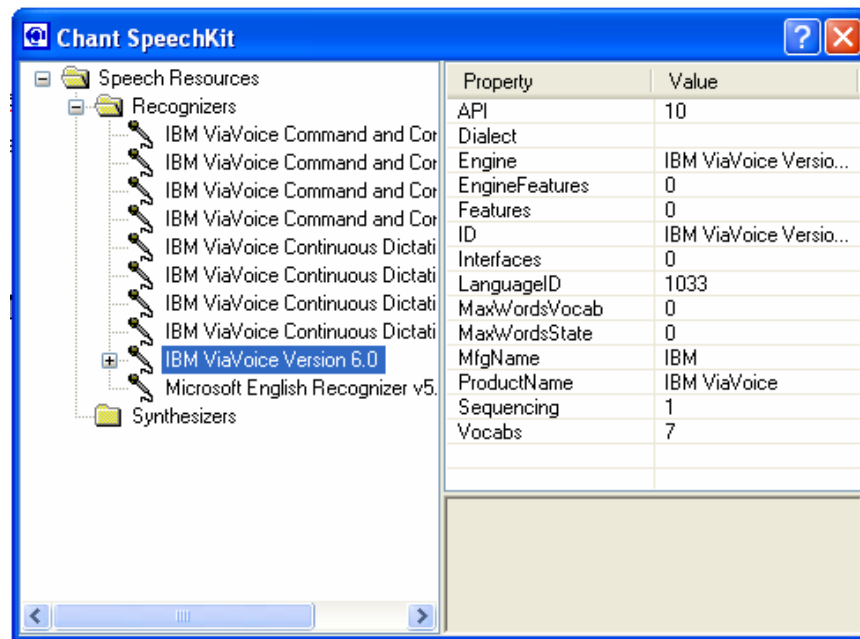 Chant SpeechKit
Speech Resources
Recognizers
IBM ViaVoice Command and Cor
IBM ViaVoice Command and Cor
IBM ViaVoice Command and Cor
IBM ViaVoice Command and Cor
IBM ViaVoice Continuous Dictati
IBM ViaVoice Continuous Dictati
IBM ViaVoice Continuous Dictati
IBM ViaVoice Continuous Dictati
IBM ViaVoice Version 6.0
Microsoft English Recognizer v5.
Synthesizers
Property Value
API 10
Dialect
Engine IBM ViaVoice Versio...
EngineFeatures 0
Features 0
ID IBM ViaVoice Versio...
Interfaces 0
LanguageID 1033
MaxWordsVocab 0
MaxWordsState 0
MfgName IBM
ProductName IBM ViaVoice
Sequencing 1
Vocabs 7